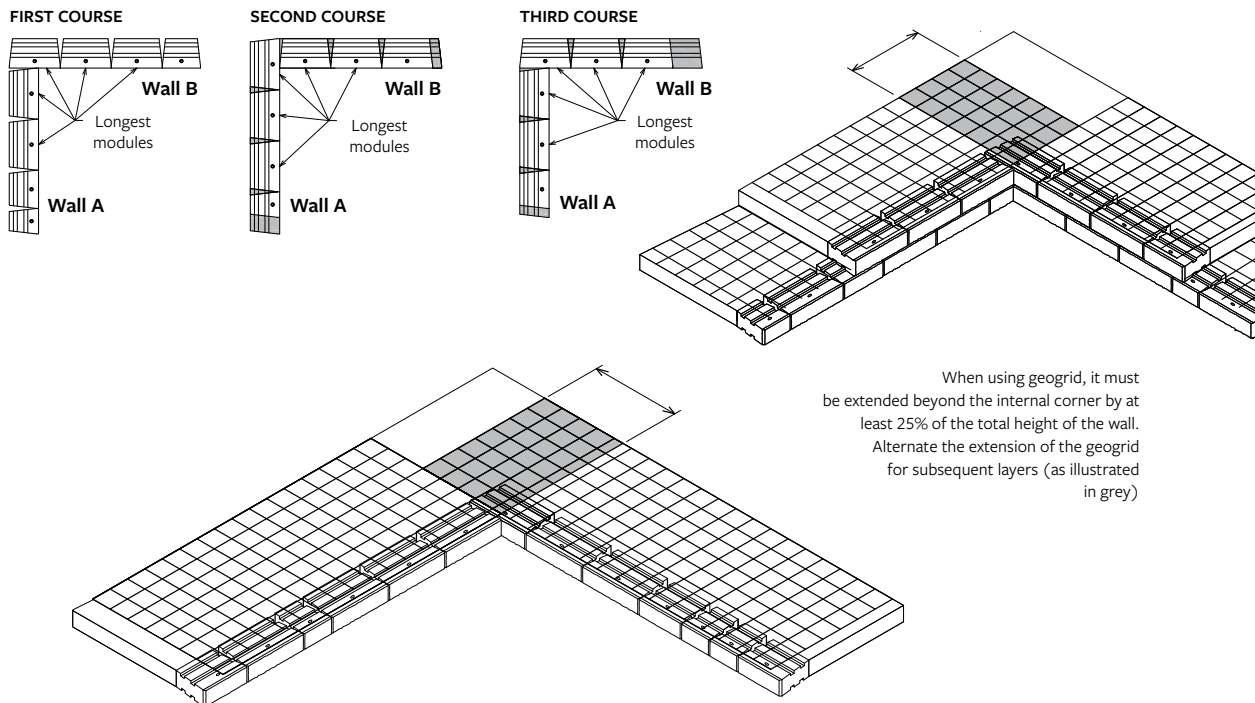 FIRST COURSE
Wall B
Longest
modules
Wall A
SECOND COURSE
Wall B
Longest
modules
Wall A
THIRD COURSE
Wall B
Longest
modules
Wall A
When using geogrid, it must
be extended beyond the internal corner by at
least 25% of the total height of the wall.
Alternate the extension of the geogrid
for subsequent layers (as illustrated
in grey)